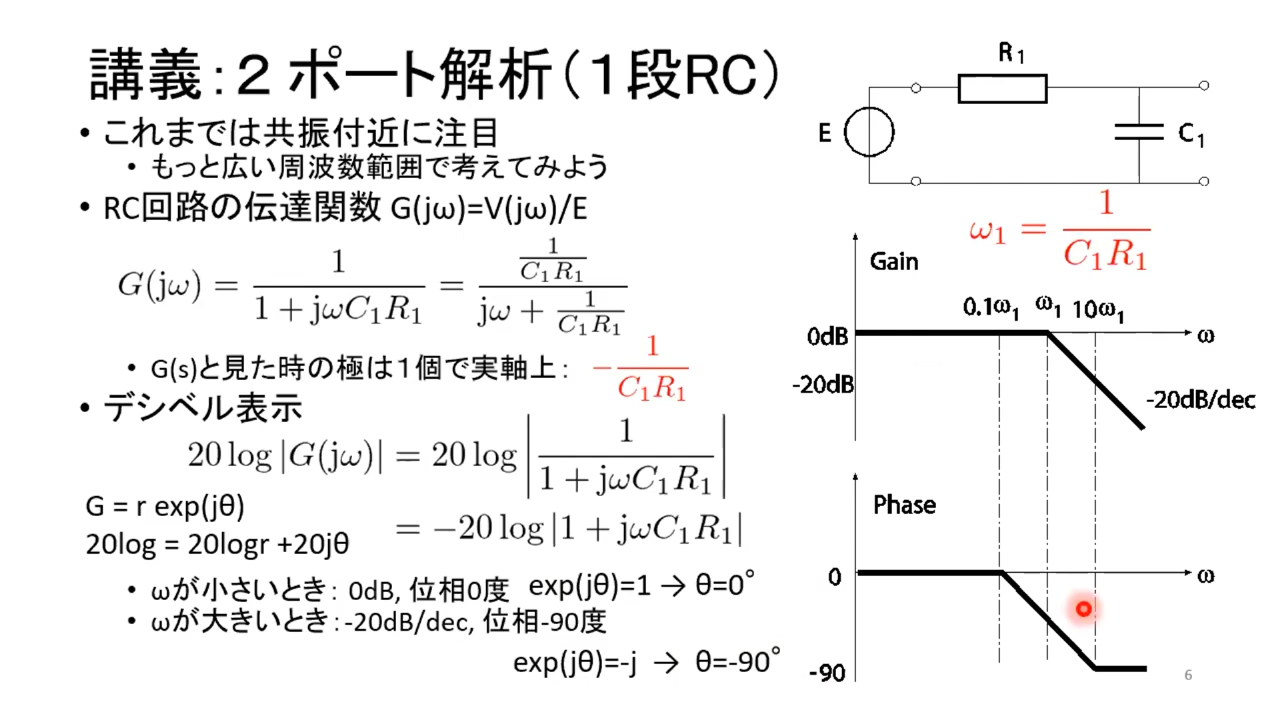 講義：２ ポート解析（１段RC）
• これまでは共振付近に注目
• もっと広い周波数範囲で考えてみよう
• RC回路の伝達関数 G(jω)=V(jω)/E
G(jω) = 1 / (1 + jωC₁R₁) = (1 / C₁R₁) / (jω + 1 / C₁R₁)
• G(s)と見た時の極は１個で実軸上： − 1 / C₁R₁
• デシベル表示
20 log |G(jω)| = 20 log | 1 / (1 + jωC₁R₁) |
G = r exp(jθ)
= −20 log |1 + jωC₁R₁|
20log = 20logr +20jθ
• ωが小さいとき： 0dB, 位相0度 exp(jθ)=1 → θ=0°
• ωが大きいとき：-20dB/dec, 位相-90度
exp(jθ)=-j → θ=-90°
R₁
E
C₁
ω₁ = 1 / C₁R₁
Gain
0.1ω₁ ω₁ 10ω₁
0dB
ω
-20dB
-20dB/dec
Phase
0
ω
-90
6